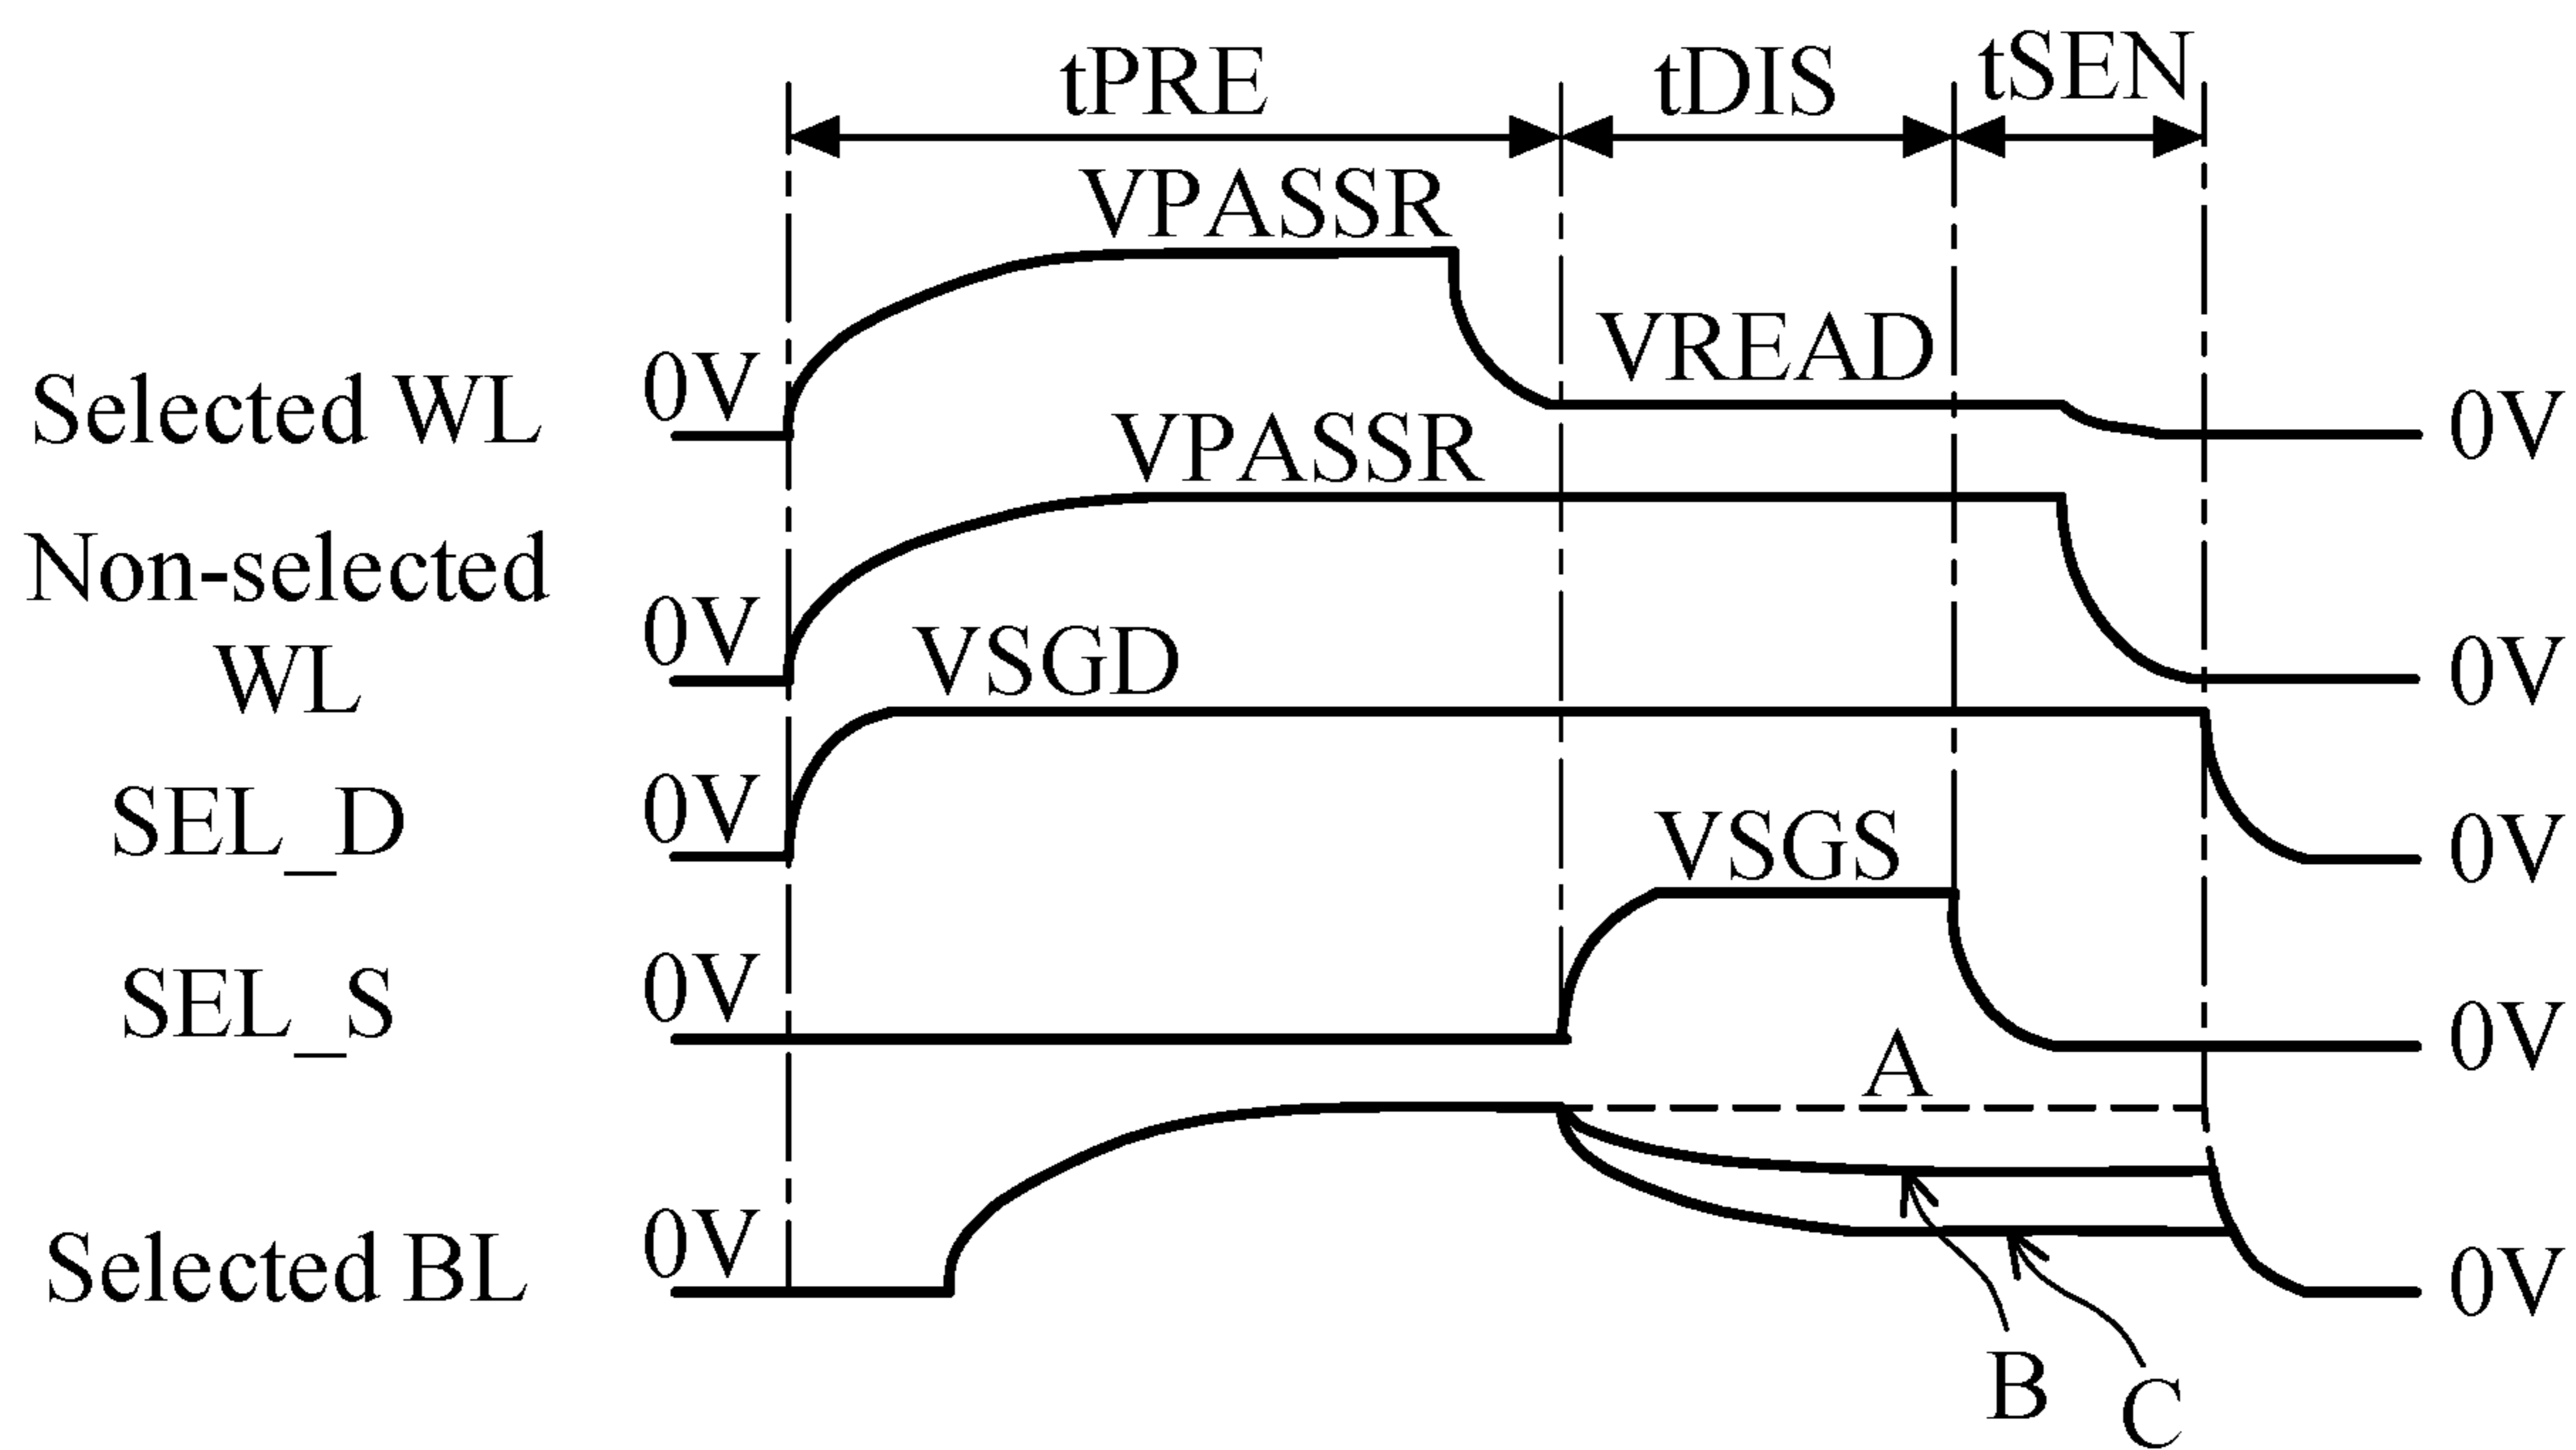 tPRE
tDIS
tSEN
VPASSR
Selected WL
0V
VREAD
0V
VPASSR
Non-selected
WL
0V
0V
VSGD
SEL_D
0V
0V
VSGS
SEL_S
0V
0V
A
Selected BL
0V
0V
B
C